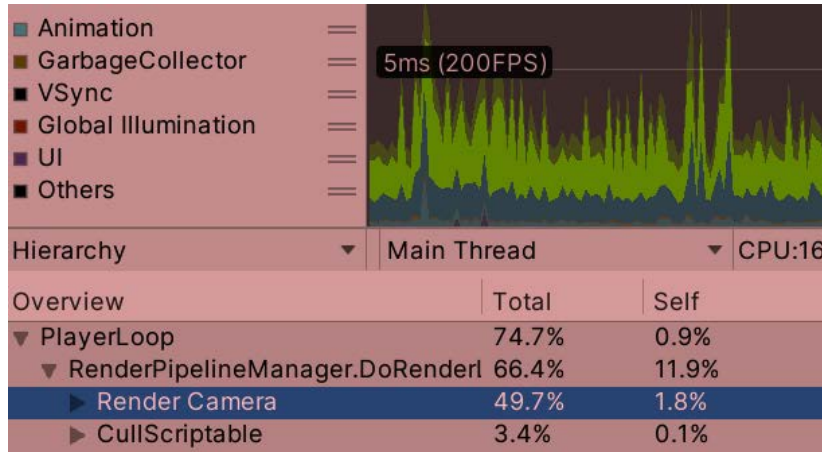 Animation
GarbageCollector
VSync
Global Illumination
UI
Others
5ms (200FPS)
Hierarchy Main Thread CPU:16
Overview Total Self
PlayerLoop 74.7% 0.9%
RenderPipelineManager.DoRenderL 66.4% 11.9%
Render Camera 49.7% 1.8%
CullScriptable 3.4% 0.1%